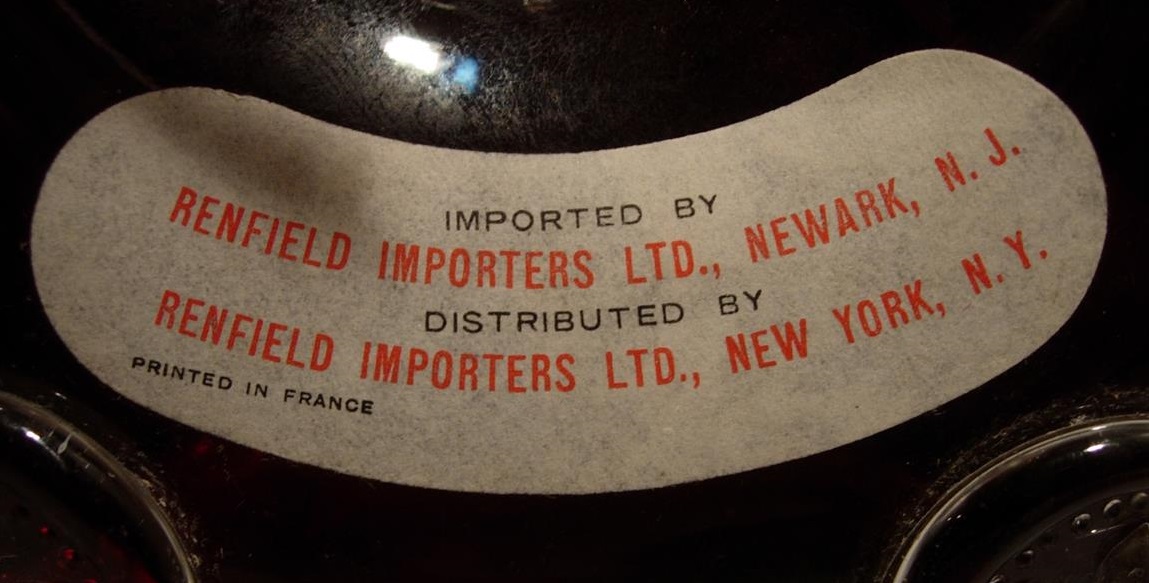 IMPORTED BY
RENFIELD IMPORTERS LTD., NEWARK, N. J.
DISTRIBUTED BY
RENFIELD IMPORTERS LTD., NEW YORK, N. Y.
PRINTED IN FRANCE